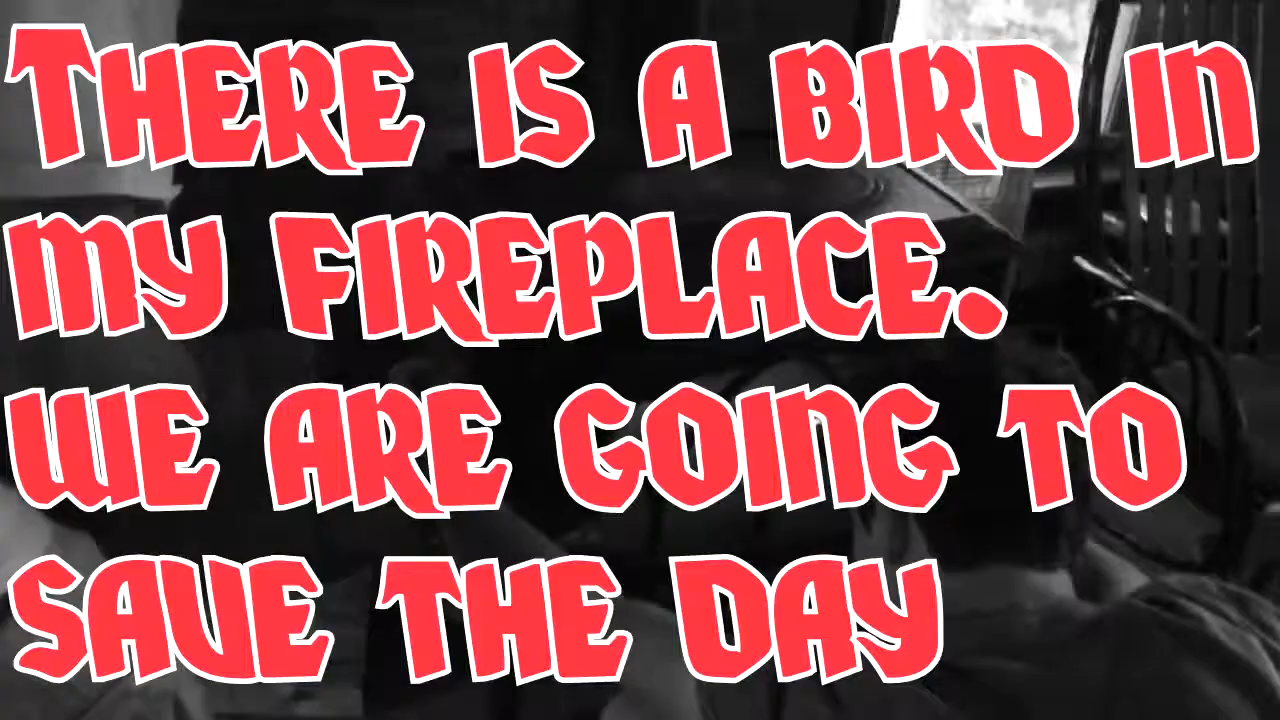 There is a bird in
my fireplace.
we are going to
save the day